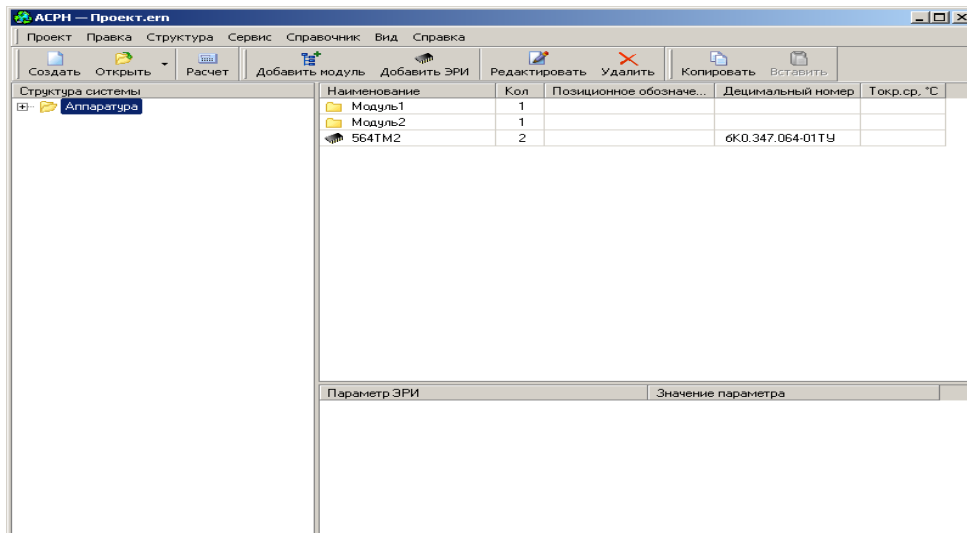 АСРН — Проект.ern
Проект Правка Структура Сервис Справочник Вид Справка
Создать Открыть Расчет Добавить модуль Добавить ЭРИ Редактировать Удалить Копировать Вставить
Структура системы Наименование Кол Позиционное обозначе... Децимальный номер Токр.ср, °C
Аппаратура Модуль1 1
Модуль2 1
564ТМ2 2 бК0.347.064-01ТУ
Параметр ЭРИ Значение параметра